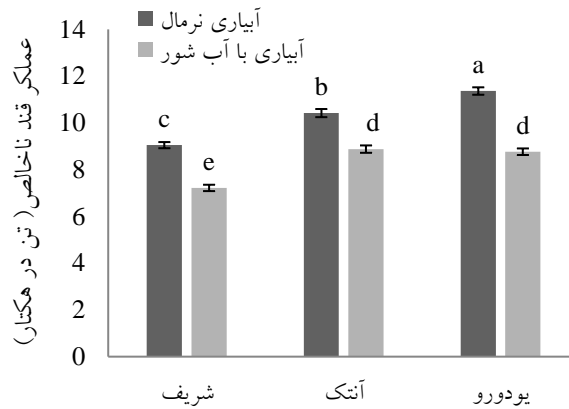 آبیاری نرمال
آبیاری با آب شور
عملکر قند ناخالص( تن در هکتار)
14
12
10
8
6
4
2
0
c
e
b
d
a
d
شریف
آنتک
یودورو